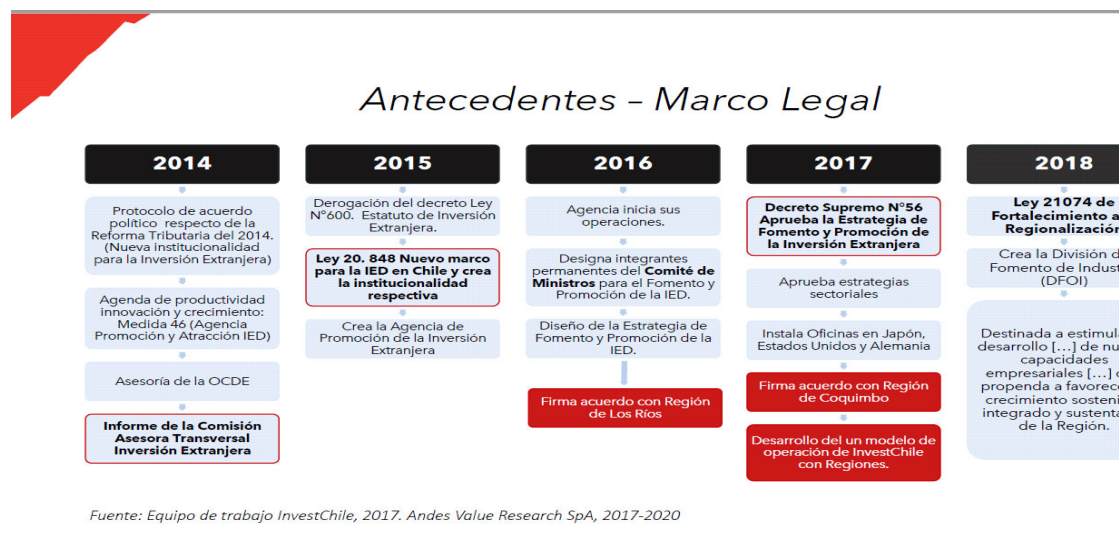 Antecedentes – Marco Legal
2014
Protocolo de acuerdo
político respecto de la
Reforma Tributaria del 2014.
(Nueva institucionalidad
para la Inversión Extranjera)
Agenda de productividad
innovación y crecimiento:
Medida 46 (Agencia
Promoción y Atracción IED)
Asesoría de la OCDE
Informe de la Comisión
Asesora Transversal
Inversión Extranjera
2015
Derogación del decreto Ley
N°600. Estatuto de Inversión
Extranjera.
Ley 20. 848 Nuevo marco
para la IED en Chile y crea
la institucionalidad
respectiva
Crea la Agencia de
Promoción de la Inversión
Extranjera
2016
Agencia inicia sus
operaciones.
Designa integrantes
permanentes del Comité de
Ministros para el Fomento y
Promoción de la IED.
Diseño de la Estrategia de
Fomento y Promoción de la
IED.
Firma acuerdo con Región
de Los Ríos
2017
Decreto Supremo N°56
Aprueba la Estrategia de
Fomento y Promoción de
la Inversión Extranjera
Aprueba estrategias
sectoriales
Instala Oficinas en Japón,
Estados Unidos y Alemania
Firma acuerdo con Región
de Coquimbo
Desarrollo del un modelo de
operación de InvestChile
con Regiones.
2018
Ley 21074 de
Fortalecimiento a
Regionalización
Crea la División d
Fomento de Indust
(DFOI)
Destinada a estimula
desarrollo […] de nu
capacidades
empresariales […]
propenda a favorec
crecimiento sosteni
integrado y sustenta
de la Región.
Fuente: Equipo de trabajo InvestChile, 2017. Andes Value Research SpA, 2017-2020